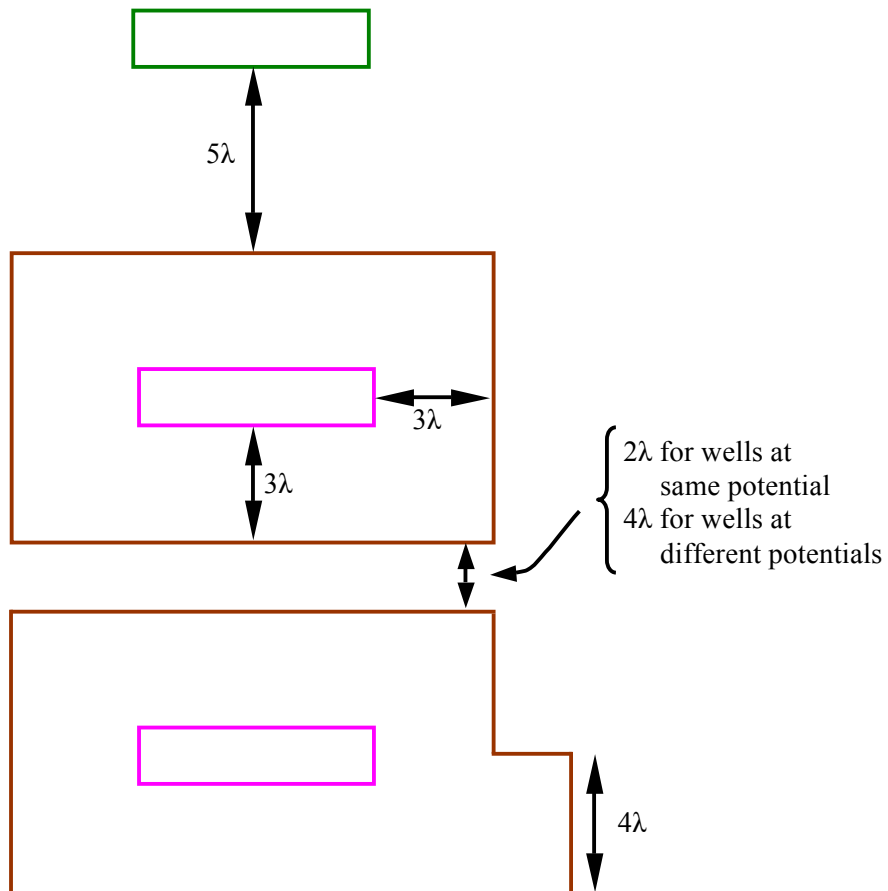 5λ
3λ
3λ
2λ for wells at
same potential
4λ for wells at
different potentials
4λ